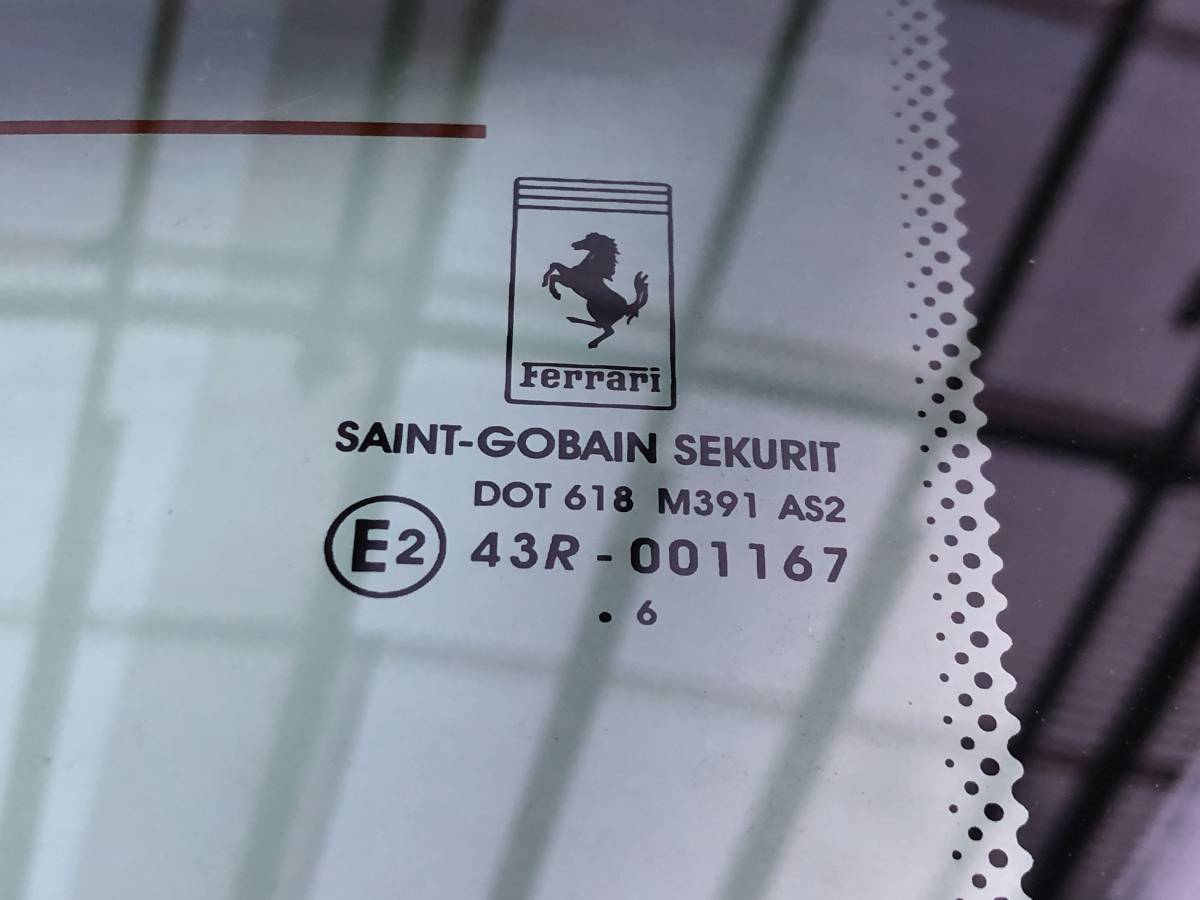 Ferrari
SAINT-GOBAIN SEKURIT
DOT 618 M391 AS2
E2 43R - 001167
. 6